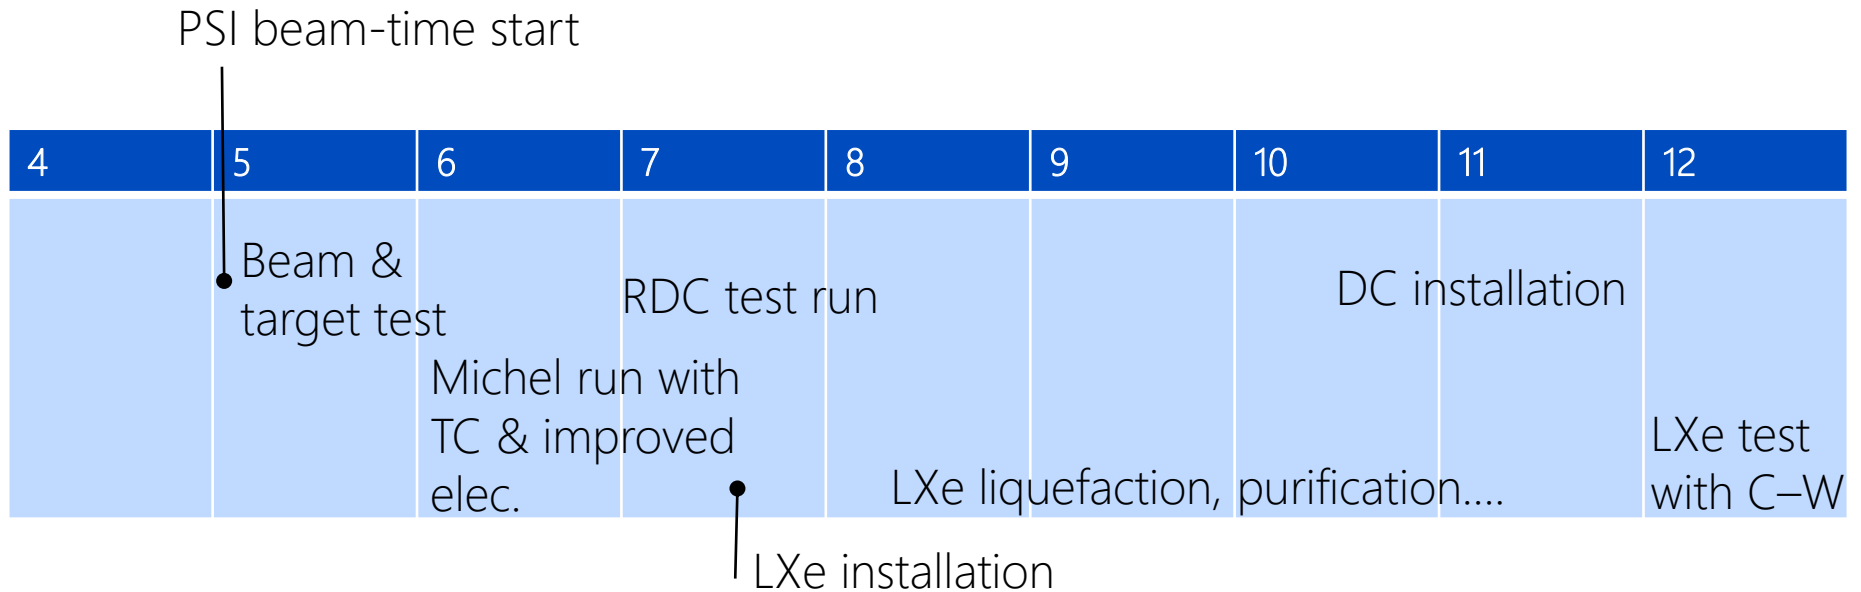 PSI beam-time start
4 5 6 7 8 9 10 11 12
Beam &
target test
RDC test run
DC installation
Michel run with
TC & improved
elec.
LXe liquefaction, purification....
LXe test
with C–W
LXe installation